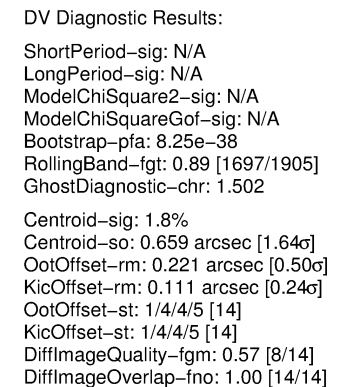 DV Diagnostic Results:
ShortPeriod−sig: N/A
LongPeriod−sig: N/A
ModelChiSquare2−sig: N/A
ModelChiSquareGof−sig: N/A
Bootstrap−pfa: 8.25e−38
RollingBand−fgt: 0.89 [1697/1905]
GhostDiagnostic−chr: 1.502
Centroid−sig: 1.8%
Centroid−so: 0.659 arcsec [1.64σ]
OotOffset−rm: 0.221 arcsec [0.50σ]
KicOffset−rm: 0.111 arcsec [0.24σ]
OotOffset−st: 1/4/4/5 [14]
KicOffset−st: 1/4/4/5 [14]
DiffImageQuality−fgm: 0.57 [8/14]
DiffImageOverlap−fno: 1.00 [14/14]